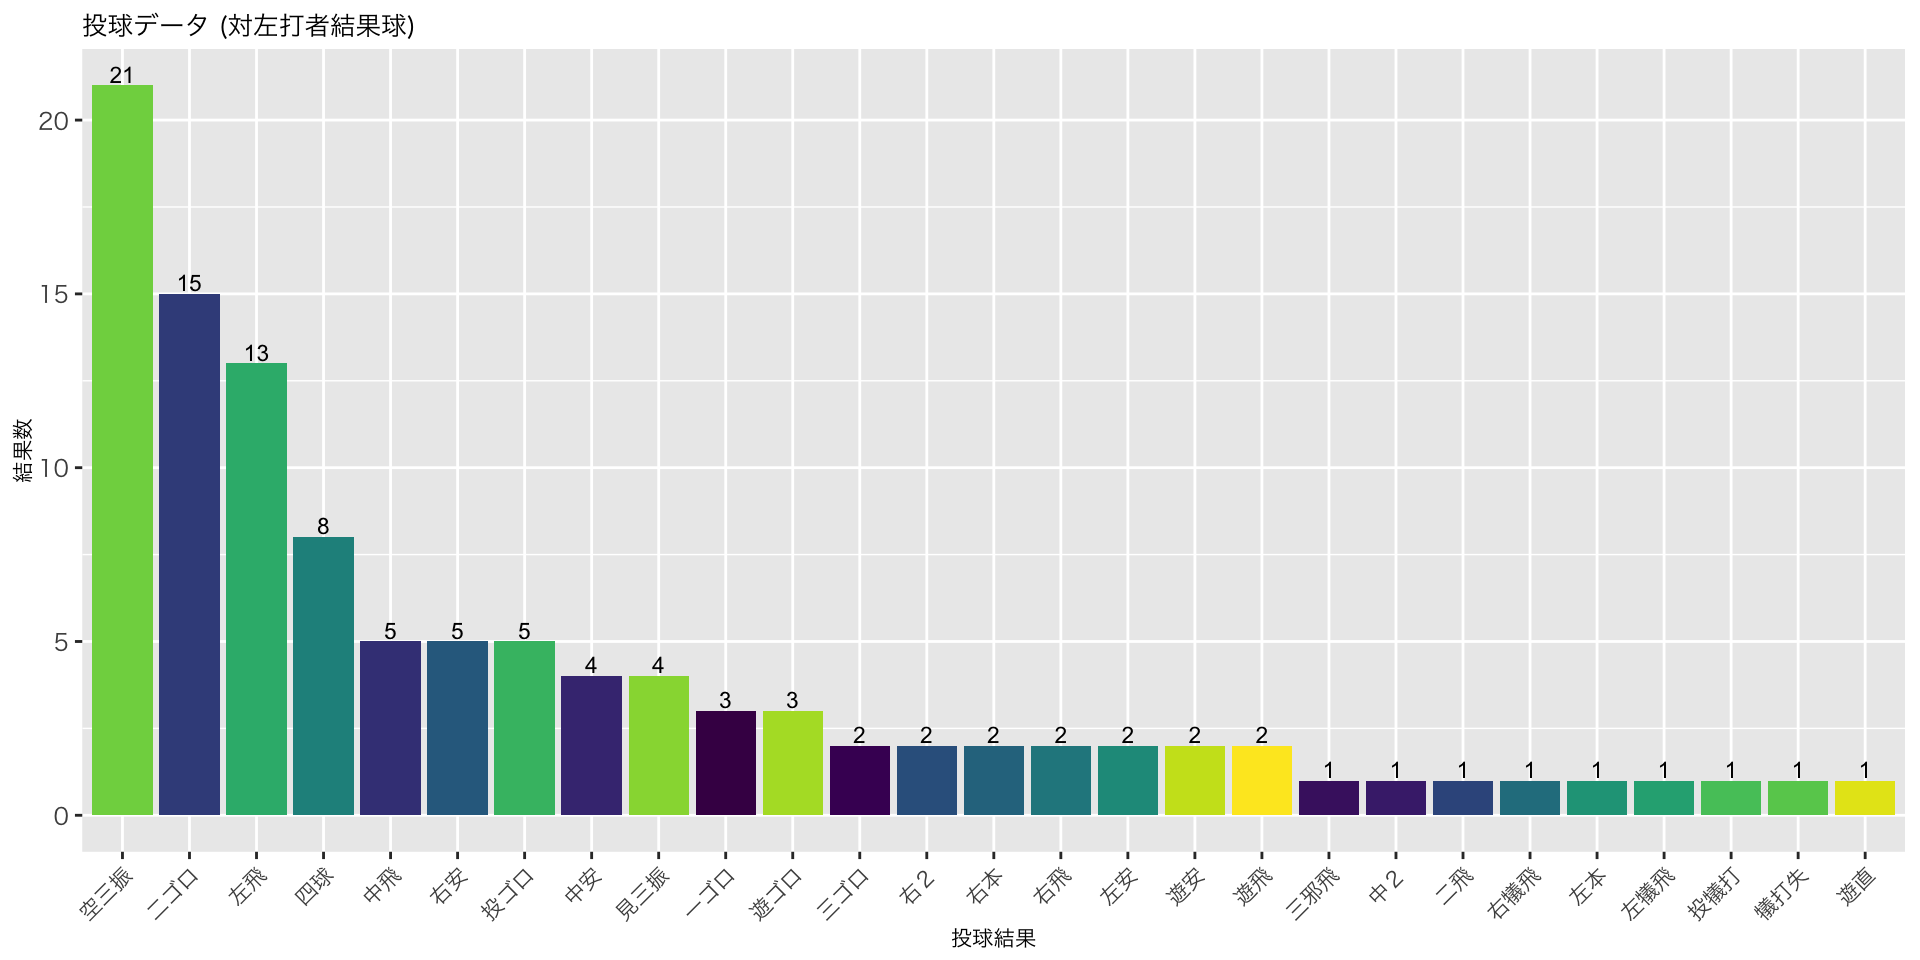 投球データ (対左打者結果球)
結果数
20
15
10
5
0
21
15
13
8
5
5
5
4
4
3
3
2
2
2
2
2
2
2
1
1
1
1
1
1
1
1
1
空三振
二ゴロ
左飛
四球
中飛
右安
投ゴロ
中安
見三振
一ゴロ
遊ゴロ
三ゴロ
右２
右本
右飛
左安
遊安
遊飛
三邪飛
中２
二飛
右犠飛
左本
左犠飛
投犠打
犠打失
遊直
投球結果